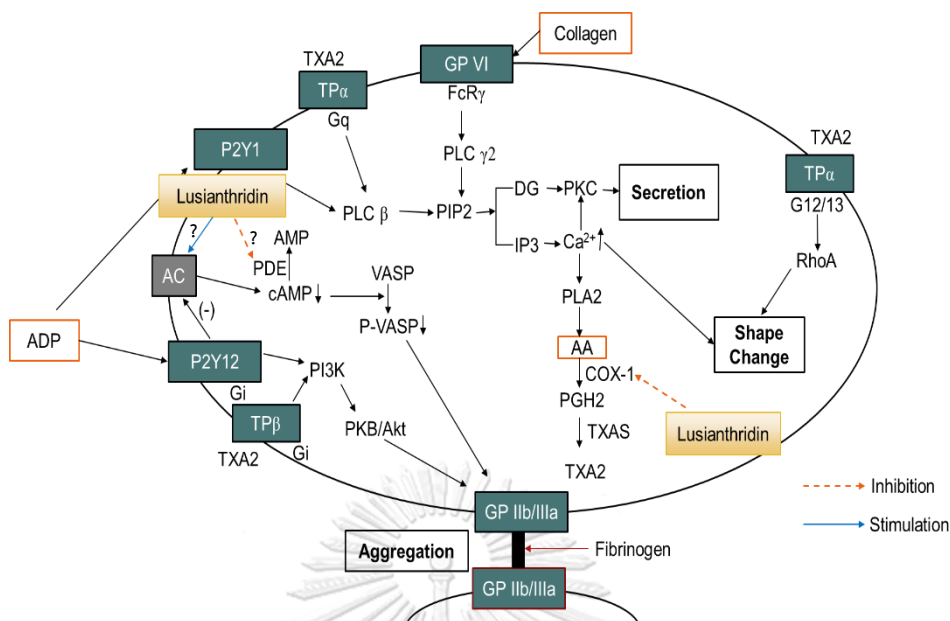 Collagen
TXA2
GP VI
TPα
FcRγ
Gq
TXA2
P2Y1
TPα
PLC γ2
G12/13
Lusianthridin
DG
PKC
Secretion
PLC β
PIP2
?
?
AMP
IP3
Ca²⁺
RhoA
PDE
AC
VASP
cAMP
PLA2
(-)
P-VASP
ADP
Shape
Change
AA
P2Y12
COX-1
PI3K
Gi
PGH2
TPβ
PKB/Akt
TXAS
Lusianthridin
TXA2
Gi
TXA2
Inhibition
GP IIb/IIIa
Stimulation
Aggregation
Fibrinogen
GP IIb/IIIa